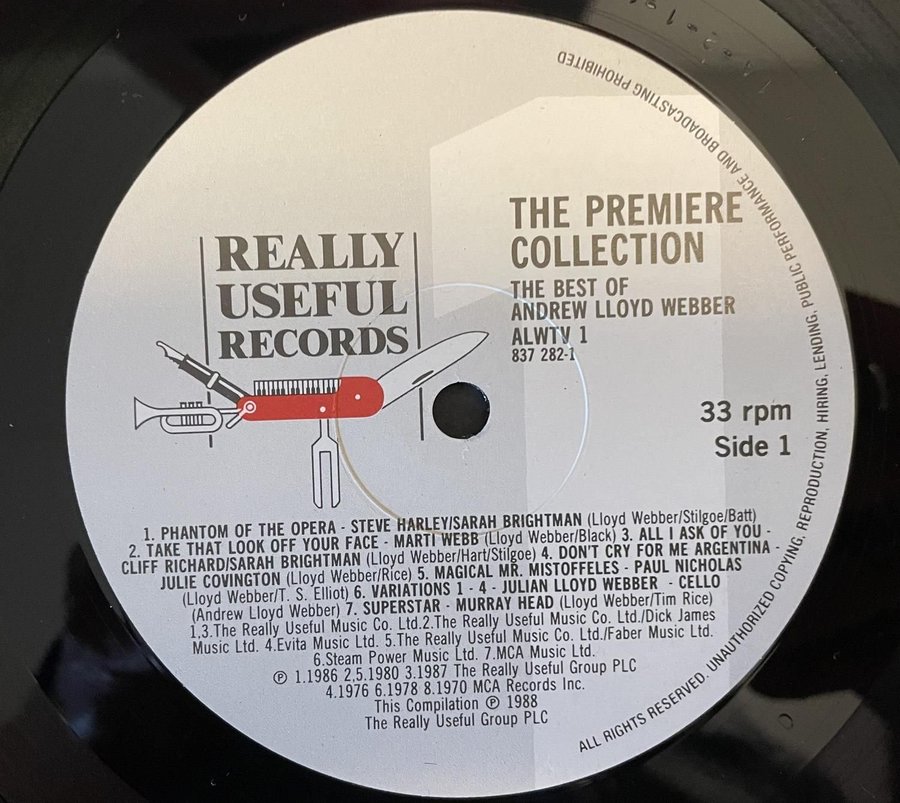 REALLY
USEFUL
RECORDS
THE PREMIERE
COLLECTION
THE BEST OF
ANDREW LLOYD WEBBER
ALWTV 1
837 282-1
33 rpm
Side 1
1. PHANTOM OF THE OPERA - STEVE HARLEY/SARAH BRIGHTMAN (Lloyd Webber/Stilgoe/Batt)
2. TAKE THAT LOOK OFF YOUR FACE - MARTI WEBB (Lloyd Webber/Black) 3. ALL I ASK OF YOU -
CLIFF RICHARD/SARAH BRIGHTMAN (Lloyd Webber/Hart/Stilgoe) 4. DON'T CRY FOR ME ARGENTINA -
JULIE COVINGTON (Lloyd Webber/Rice) 5. MAGICAL MR. MISTOFFELES - PAUL NICHOLAS
(Lloyd Webber/T. S. Elliot) 6. VARIATIONS 1 - 4 - JULIAN LLOYD WEBBER - CELLO
(Andrew Lloyd Webber) 7. SUPERSTAR - MURRAY HEAD (Lloyd Webber/Tim Rice)
1.3.The Really Useful Music Co. Ltd.2.The Really Useful Music Co. Ltd./Dick James
Music Ltd. 4.Evita Music Ltd. 5.The Really Useful Music Co. Ltd./Faber Music Ltd.
6.Steam Power Music Ltd. 7.MCA Music Ltd.
℗ 1.1986 2,5.1980 3.1987 The Really Useful Group PLC
4.1976 6.1978 8.1970 MCA Records Inc.
This Compilation ℗ 1988
The Really Useful Group PLC
ALL RIGHTS RESERVED. UNAUTHORIZED COPYING, REPRODUCTION, HIRING, LENDING, PUBLIC PERFORMANCE AND BROADCASTING PROHIBITED